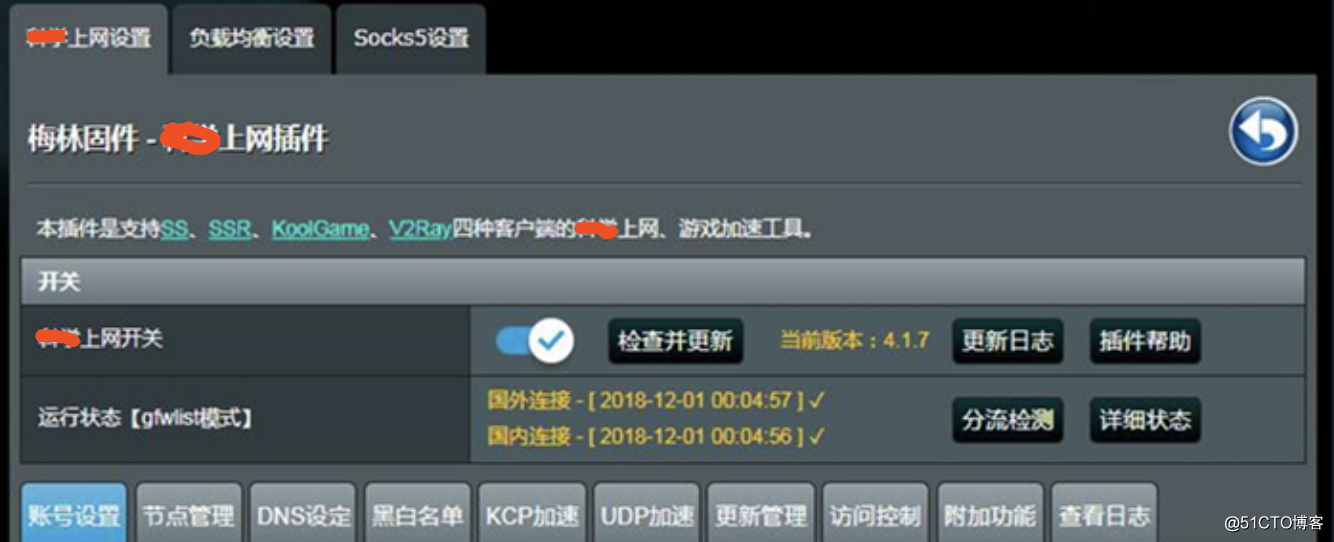 上网设置 负载均衡设置 Socks5设置
梅林固件 - 上网插件
本插件是支持SS、SSR、KoolGame、V2Ray四种客户端的上网、游戏加速工具。
开关
上网开关 检查并更新 当前版本：4.1.7 更新日志 插件帮助
运行状态【gfwlist模式】 国外连接 - [ 2018-12-01 00:04:57 ] ✓ 分流检测 详细状态
国内连接 - [ 2018-12-01 00:04:56 ] ✓
账号设置 节点管理 DNS设定 黑白名单 KCP加速 UDP加速 更新管理 访问控制 附加功能 查看日志
@51CTO博客